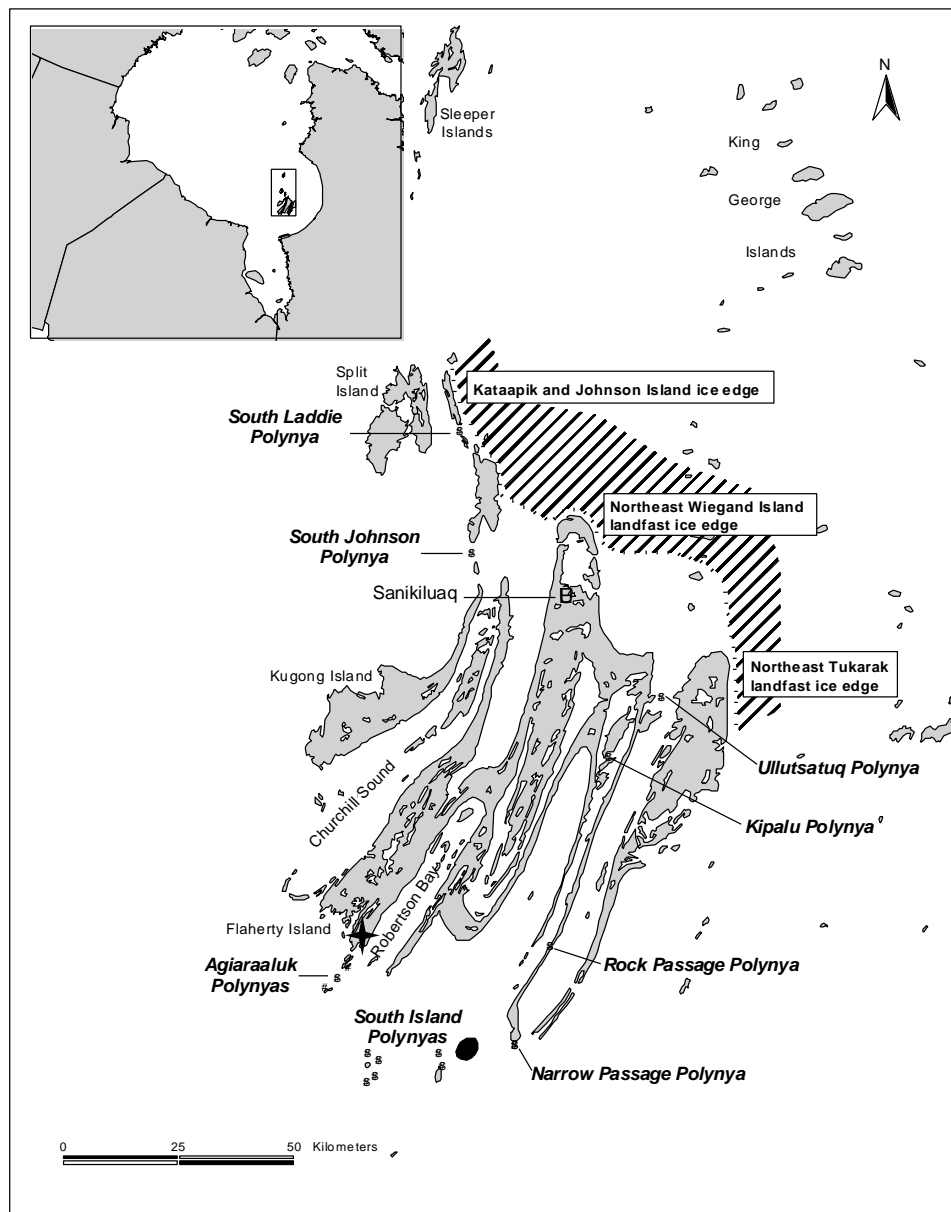 N
Sleeper
Islands
King
George
Islands
Split
Island
Kataapik and Johnson Island ice edge
South Laddie
Polynya
Northeast Wiegand Island
landfast ice edge
South Johnson
Polynya
Sanikiluaq
B
Kugong Island
Northeast Tukarak
landfast ice edge
Ullutsatuq Polynya
Churchill Sound
Kipalu Polynya
Robertson Bay
Flaherty Island
Agiaraaluk
Polynyas
Rock Passage Polynya
South Island
Polynyas
Narrow Passage Polynya
0 25 50 Kilometers